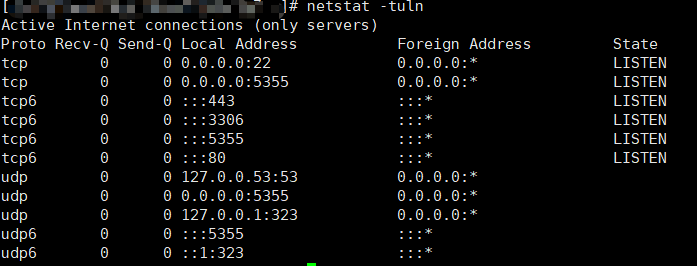 [ ]# netstat -tuln
Active Internet connections (only servers)
Proto Recv-Q Send-Q Local Address           Foreign Address         State
tcp        0      0 0.0.0.0:22              0.0.0.0:*               LISTEN
tcp        0      0 0.0.0.0:5355            0.0.0.0:*               LISTEN
tcp6       0      0 :::443                  :::*                    LISTEN
tcp6       0      0 :::3306                 :::*                    LISTEN
tcp6       0      0 :::5355                 :::*                    LISTEN
tcp6       0      0 :::80                   :::*                    LISTEN
udp        0      0 127.0.0.53:53           0.0.0.0:*
udp        0      0 0.0.0.0:5355            0.0.0.0:*
udp        0      0 127.0.0.1:323           0.0.0.0:*
udp6       0      0 :::5355                 :::*
udp6       0      0 ::1:323                 :::*